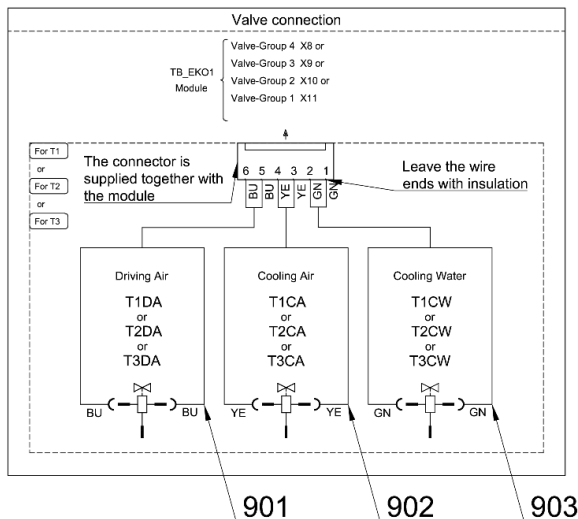 Valve connection
Valve-Group 4 X8 or
Valve-Group 3 X9 or
Valve-Group 2 X10 or
Valve-Group 1 X11
TB_EKO1
Module
For T1
or
For T2
or
For T3
The connector is
supplied together with
the module
6 5 4 3 2 1
BU BU YE YE GN GN
Leave the wire
ends with insulation
Driving Air
T1DA
or
T2DA
or
T3DA
BU BU
Cooling Air
T1CA
or
T2CA
or
T3CA
YE YE
Cooling Water
T1CW
or
T2CW
or
T3CW
GN GN
901 902 903